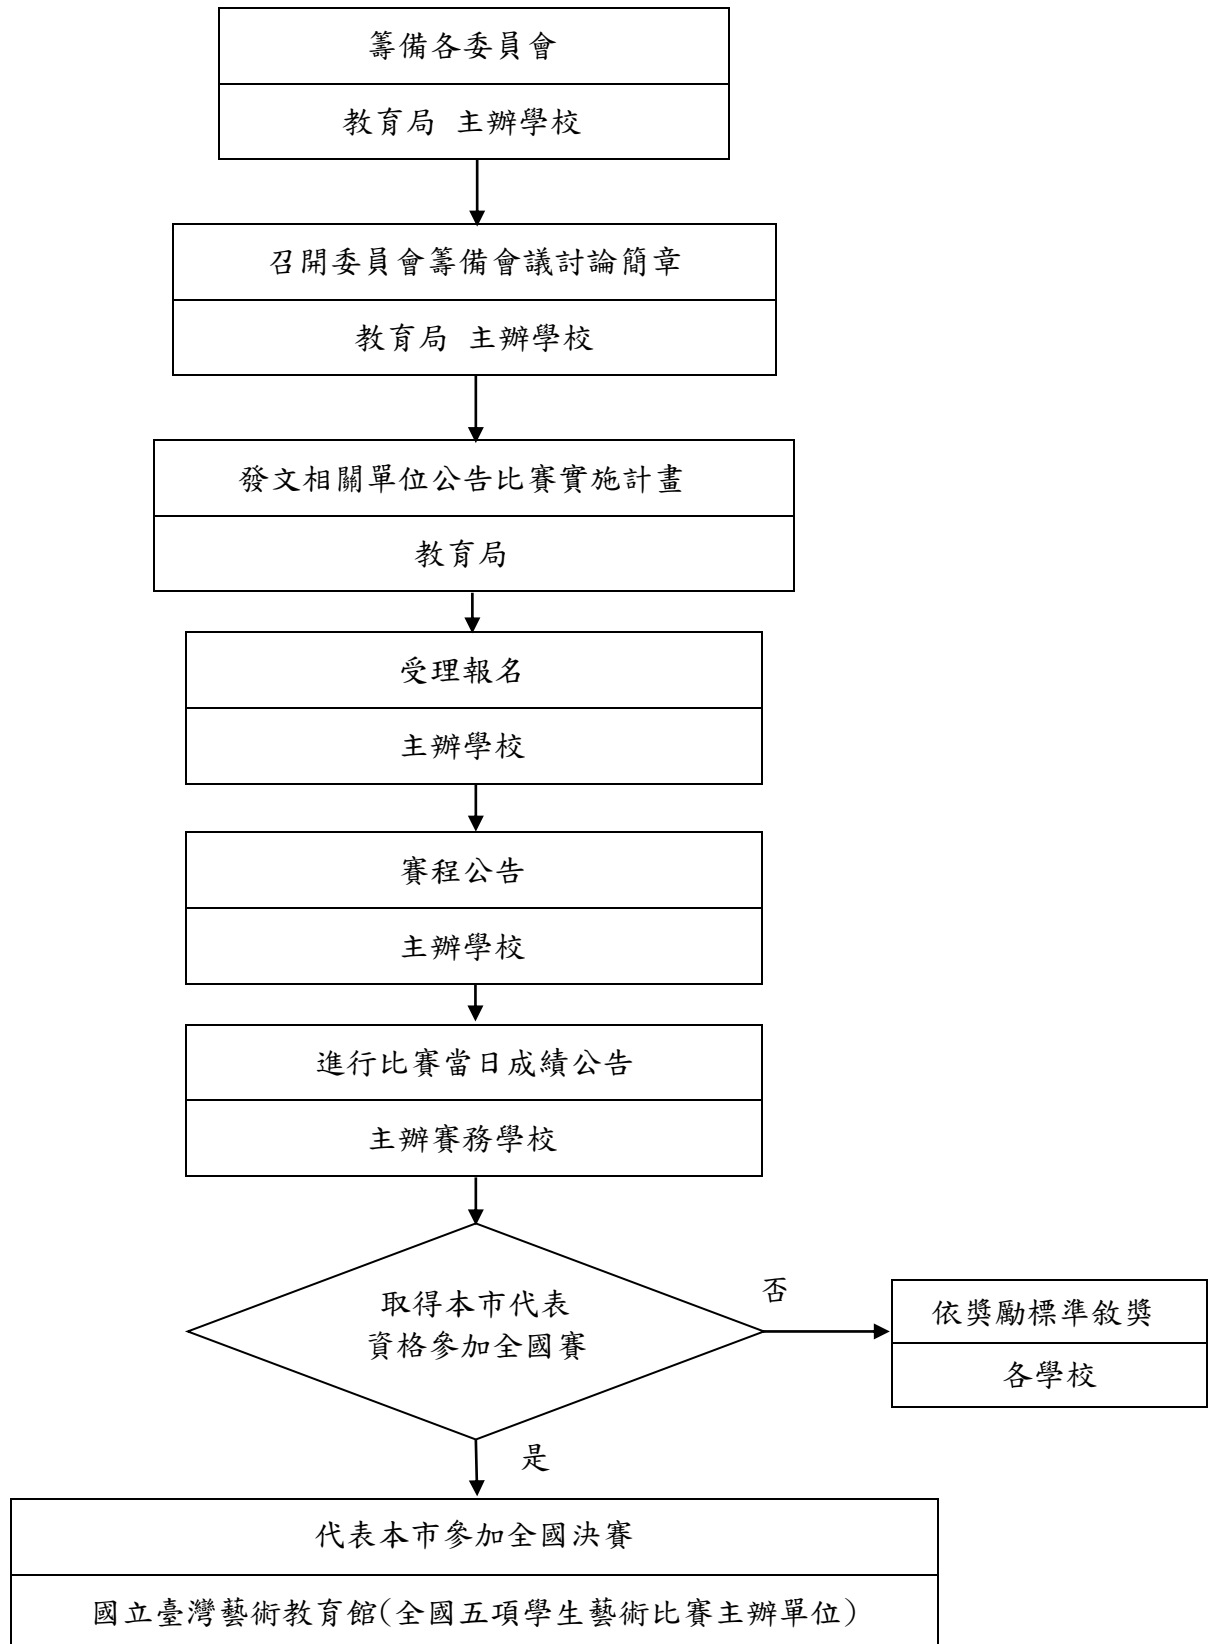 籌備各委員會
教育局 主辦學校
召開委員會籌備會議討論簡章
教育局 主辦學校
發文相關單位公告比賽實施計畫
教育局
受理報名
主辦學校
賽程公告
主辦學校
進行比賽當日成績公告
主辦賽務學校
取得本市代表
資格參加全國賽
否
依獎勵標準敘獎
各學校
是
代表本市參加全國決賽
國立臺灣藝術教育館(全國五項學生藝術比賽主辦單位)